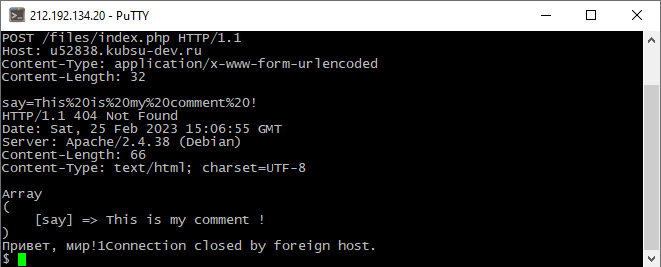 212.192.134.20 - PuTTY
POST /files/index.php HTTP/1.1
Host: u52838.kubsu-dev.ru
Content-Type: application/x-www-form-urlencoded
Content-Length: 32

say=This%20is%20my%20comment%20!
HTTP/1.1 404 Not Found
Date: Sat, 25 Feb 2023 15:06:55 GMT
Server: Apache/2.4.38 (Debian)
Content-Length: 66
Content-Type: text/html; charset=UTF-8

Array
(
    [say] => This is my comment !
)
Привет, мир!1Connection closed by foreign host.
$